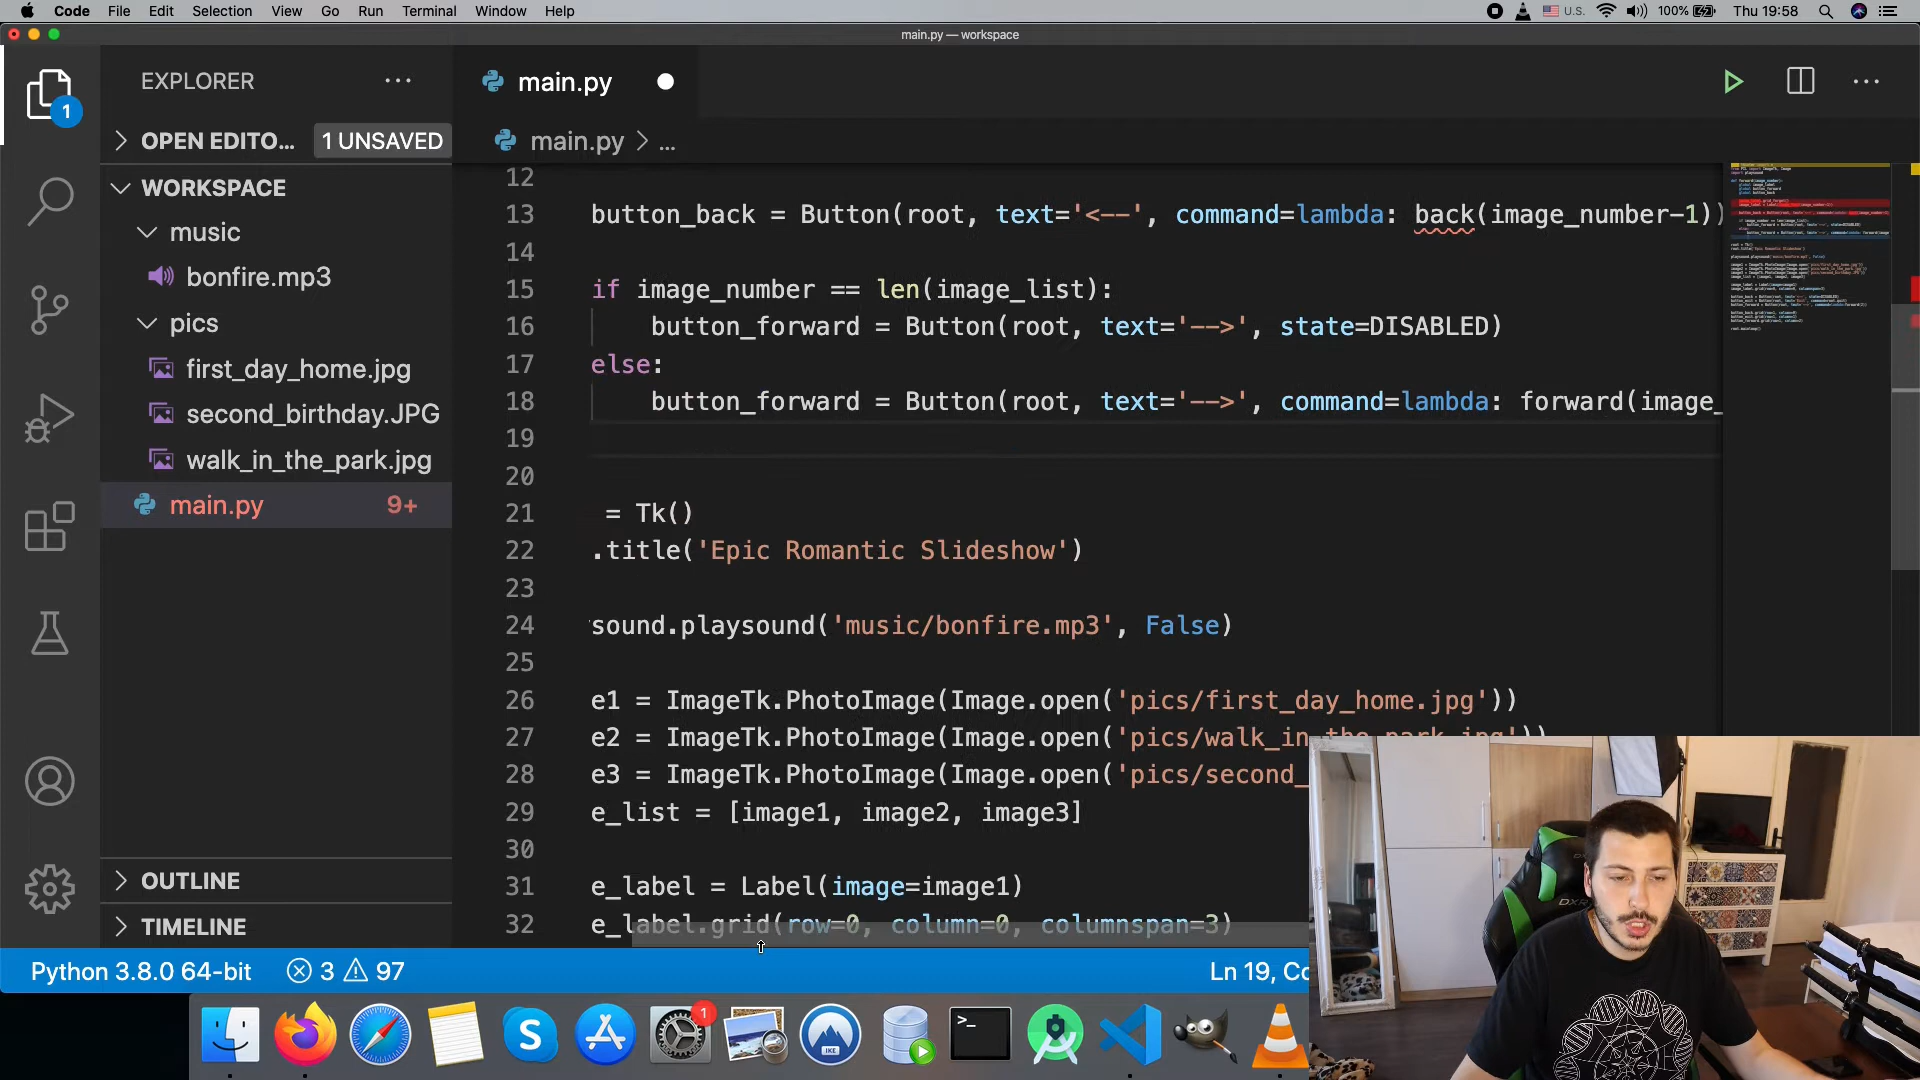 Code File Edit Selection View Go Run Terminal Window Help
U.S. 100% Thu 19:58
main.py — workspace
EXPLORER
main.py
1
OPEN EDITO... 1 UNSAVED
main.py > ...
WORKSPACE
music
bonfire.mp3
pics
first_day_home.jpg
second_birthday.JPG
walk_in_the_park.jpg
main.py 9+
OUTLINE
TIMELINE
12
13 button_back = Button(root, text='<--', command=lambda: back(image_number-1))
14
15 if image_number == len(image_list):
16 button_forward = Button(root, text='-->', state=DISABLED)
17 else:
18 button_forward = Button(root, text='-->', command=lambda: forward(image_
19
20
21 = Tk()
22 .title('Epic Romantic Slideshow')
23
24 sound.playsound('music/bonfire.mp3', False)
25
26 e1 = ImageTk.PhotoImage(Image.open('pics/first_day_home.jpg'))
27 e2 = ImageTk.PhotoImage(Image.open('pics/walk_in_the_park.jpg'))
28 e3 = ImageTk.PhotoImage(Image.open('pics/second_
29 e_list = [image1, image2, image3]
30
31 e_label = Label(image=image1)
32 e_label.grid(row=0, column=0, columnspan=3)
Python 3.8.0 64-bit 3 97 Ln 19, Co
1
IKE